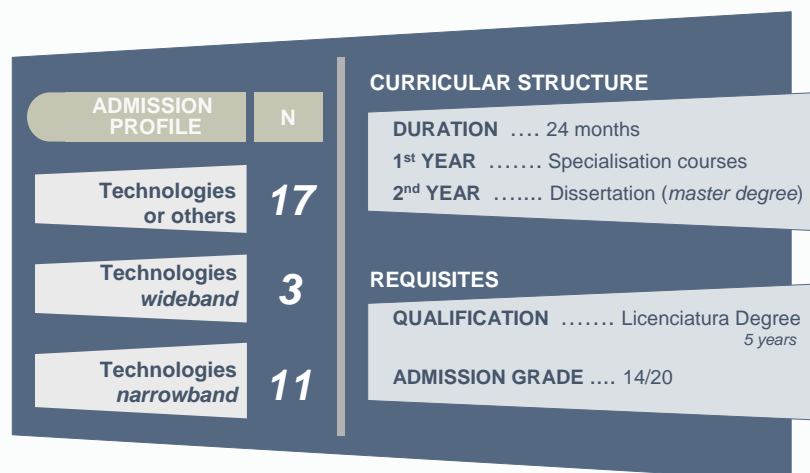 ADMISSION
PROFILE
N
Technologies
or others
17
Technologies
wideband
3
Technologies
narrowband
11
CURRICULAR STRUCTURE
DURATION .... 24 months
1st YEAR ....... Specialisation courses
2nd YEAR ....... Dissertation (master degree)
REQUISITES
QUALIFICATION ....... Licenciatura Degree
5 years
ADMISSION GRADE .... 14/20